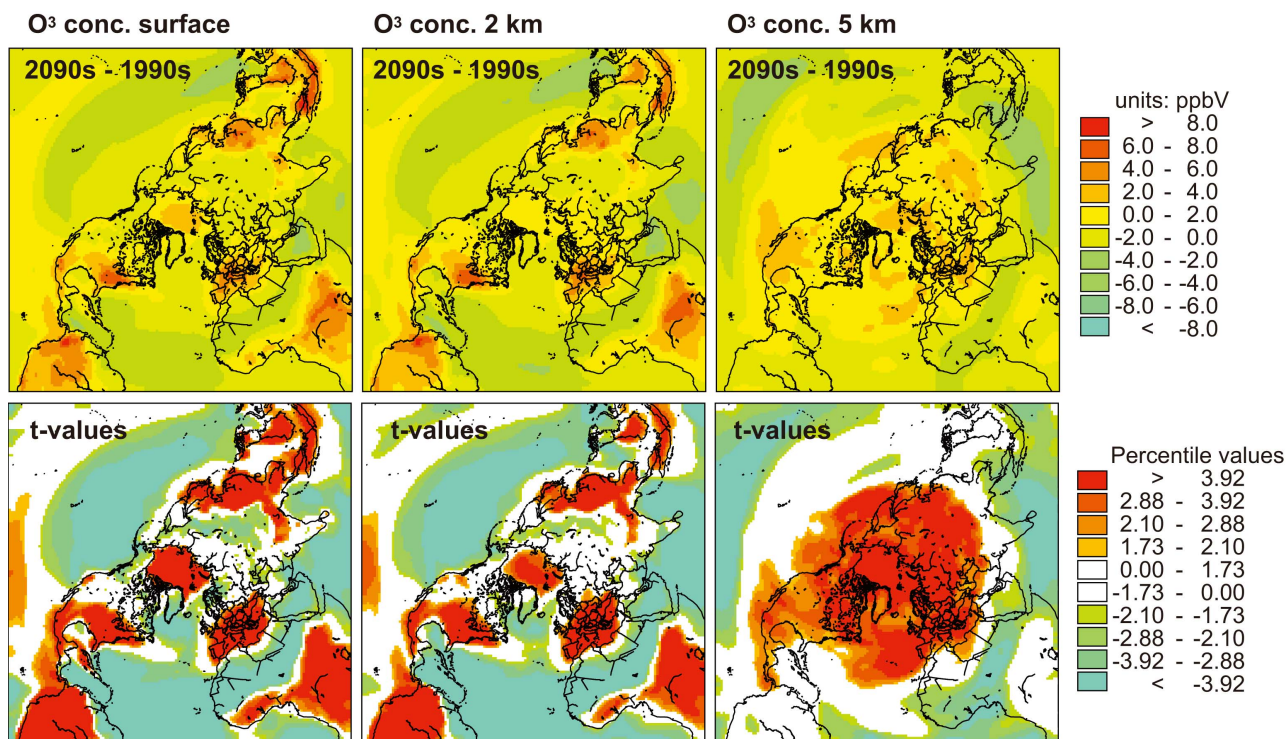 O³ conc. surface
O³ conc. 2 km
O³ conc. 5 km
2090s - 1990s
2090s - 1990s
2090s - 1990s
units: ppbV
> 8.0
6.0 - 8.0
4.0 - 6.0
2.0 - 4.0
0.0 - 2.0
-2.0 - 0.0
-4.0 - -2.0
-6.0 - -4.0
-8.0 - -6.0
< -8.0
t-values
t-values
t-values
Percentile values
> 3.92
2.88 - 3.92
2.10 - 2.88
1.73 - 2.10
0.00 - 1.73
-1.73 - 0.00
-2.10 - -1.73
-2.88 - -2.10
-3.92 - -2.88
< -3.92